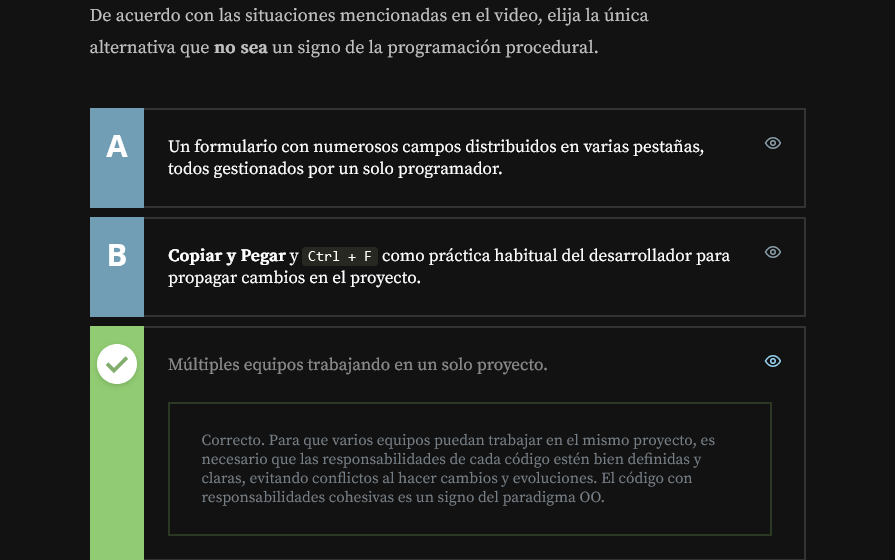 De acuerdo con las situaciones mencionadas en el video, elija la única
alternativa que no sea un signo de la programación procedural.
A
Un formulario con numerosos campos distribuidos en varias pestañas,
todos gestionados por un solo programador.
B
Copiar y Pegar y Ctrl + F como práctica habitual del desarrollador para
propagar cambios en el proyecto.
Múltiples equipos trabajando en un solo proyecto.
Correcto. Para que varios equipos puedan trabajar en el mismo proyecto, es
necesario que las responsabilidades de cada código estén bien definidas y
claras, evitando conflictos al hacer cambios y evoluciones. El código con
responsabilidades cohesivas es un signo del paradigma OO.